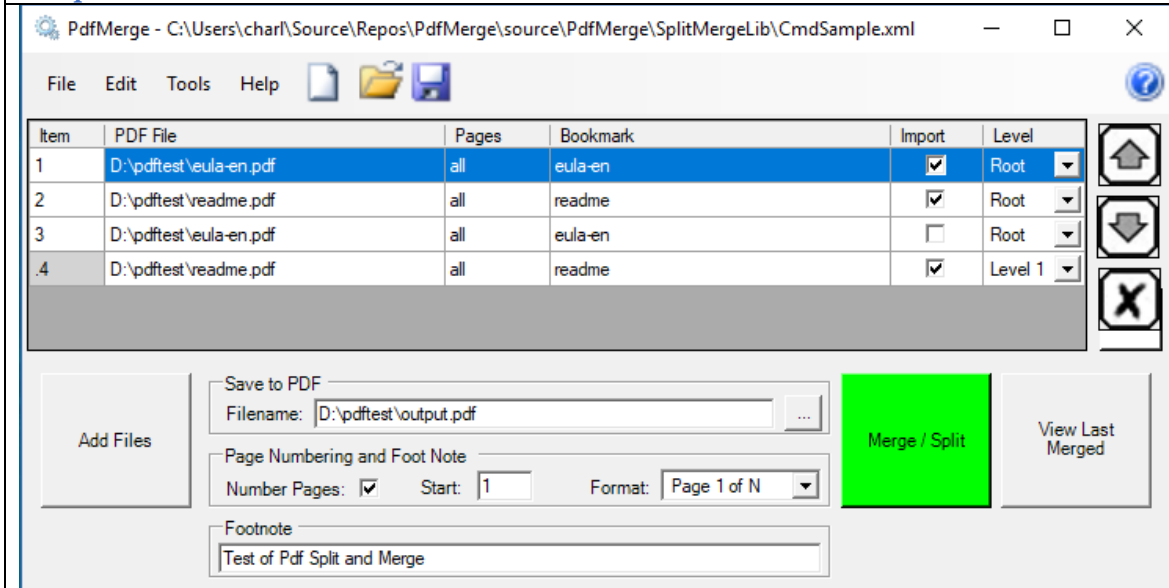 PdfMerge - C:\Users\charl\Source\Repos\PdfMerge\source\PdfMerge\SplitMergeLib\CmdSample.xml
File Edit Tools Help
Item PDF File Pages Bookmark Import Level
1 D:\pdftest\eula-en.pdf all eula-en Root
2 D:\pdftest\readme.pdf all readme Root
3 D:\pdftest\eula-en.pdf all eula-en Root
.4 D:\pdftest\readme.pdf all readme Level 1
Save to PDF
Filename: D:\pdftest\output.pdf ...
Add Files
Merge / Split
View Last
Merged
Page Numbering and Foot Note
Number Pages: Start: 1 Format: Page 1 of N
Footnote
Test of Pdf Split and Merge